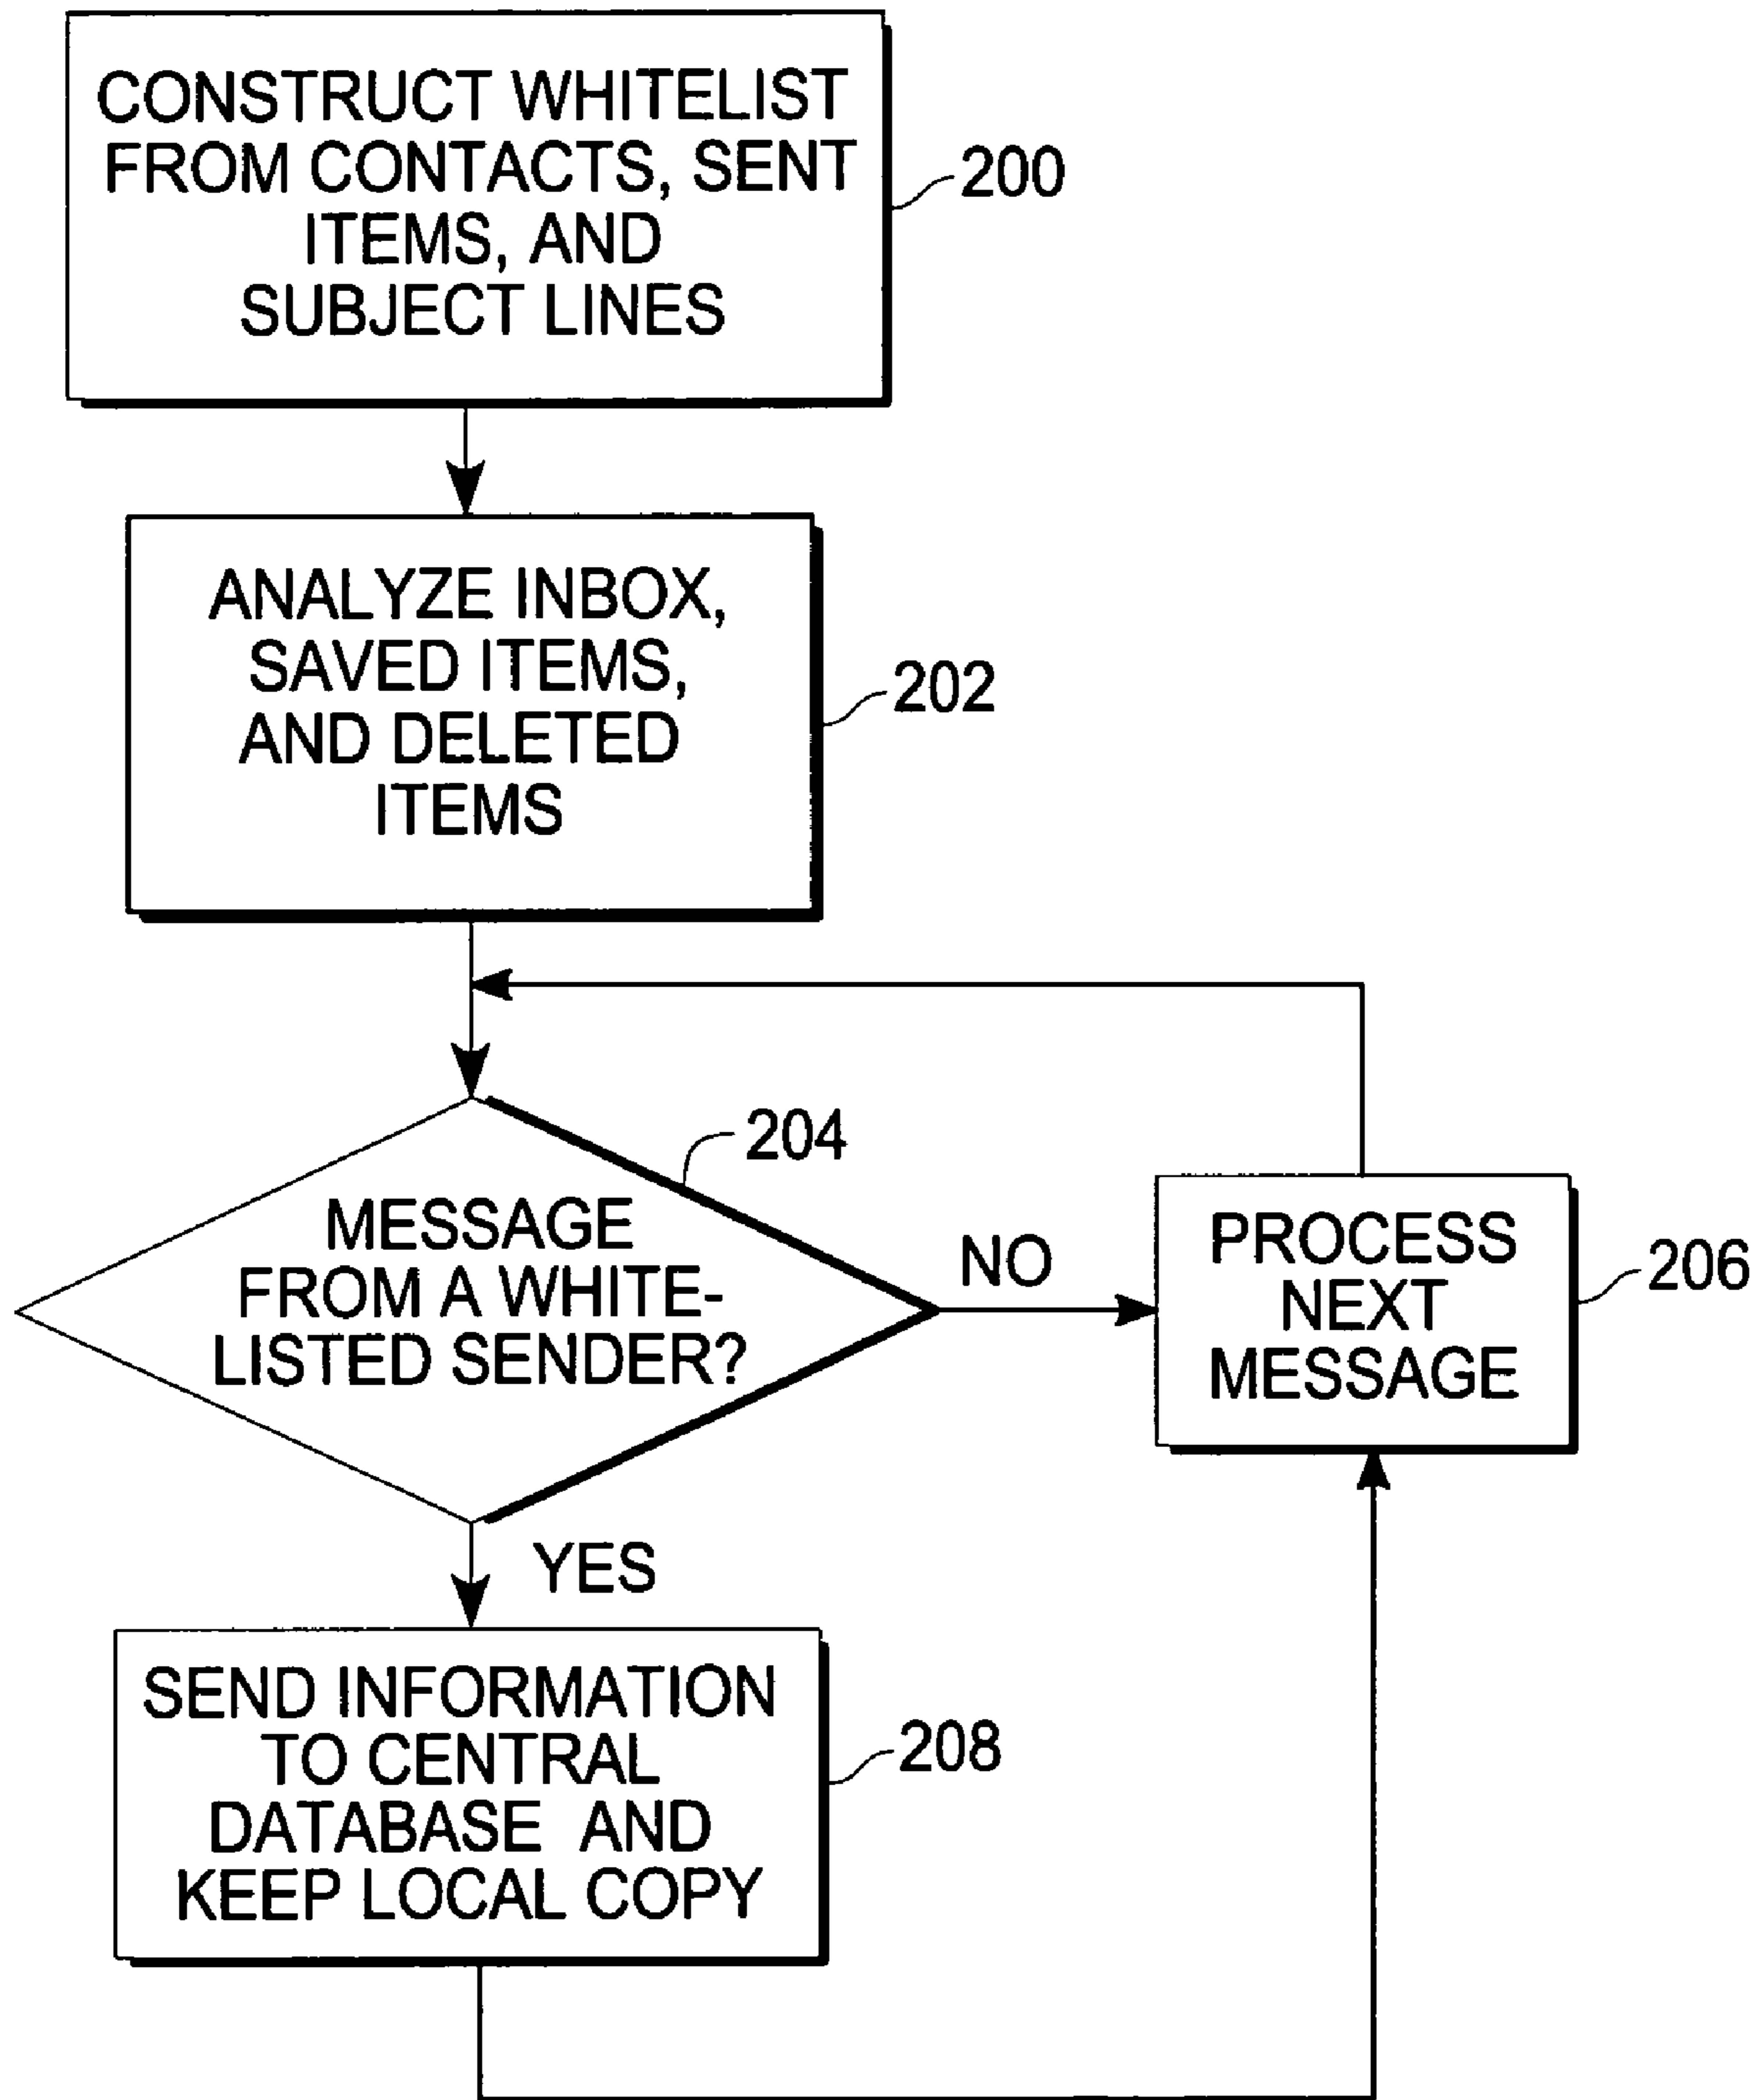 CONSTRUCT WHITELIST
FROM CONTACTS, SENT
ITEMS, AND
SUBJECT LINES
200
ANALYZE INBOX,
SAVED ITEMS,
AND DELETED
ITEMS
202
204
MESSAGE
FROM A WHITE-
LISTED SENDER?
NO
PROCESS
NEXT
MESSAGE
206
YES
SEND INFORMATION
TO CENTRAL
DATABASE AND
KEEP LOCAL COPY
208